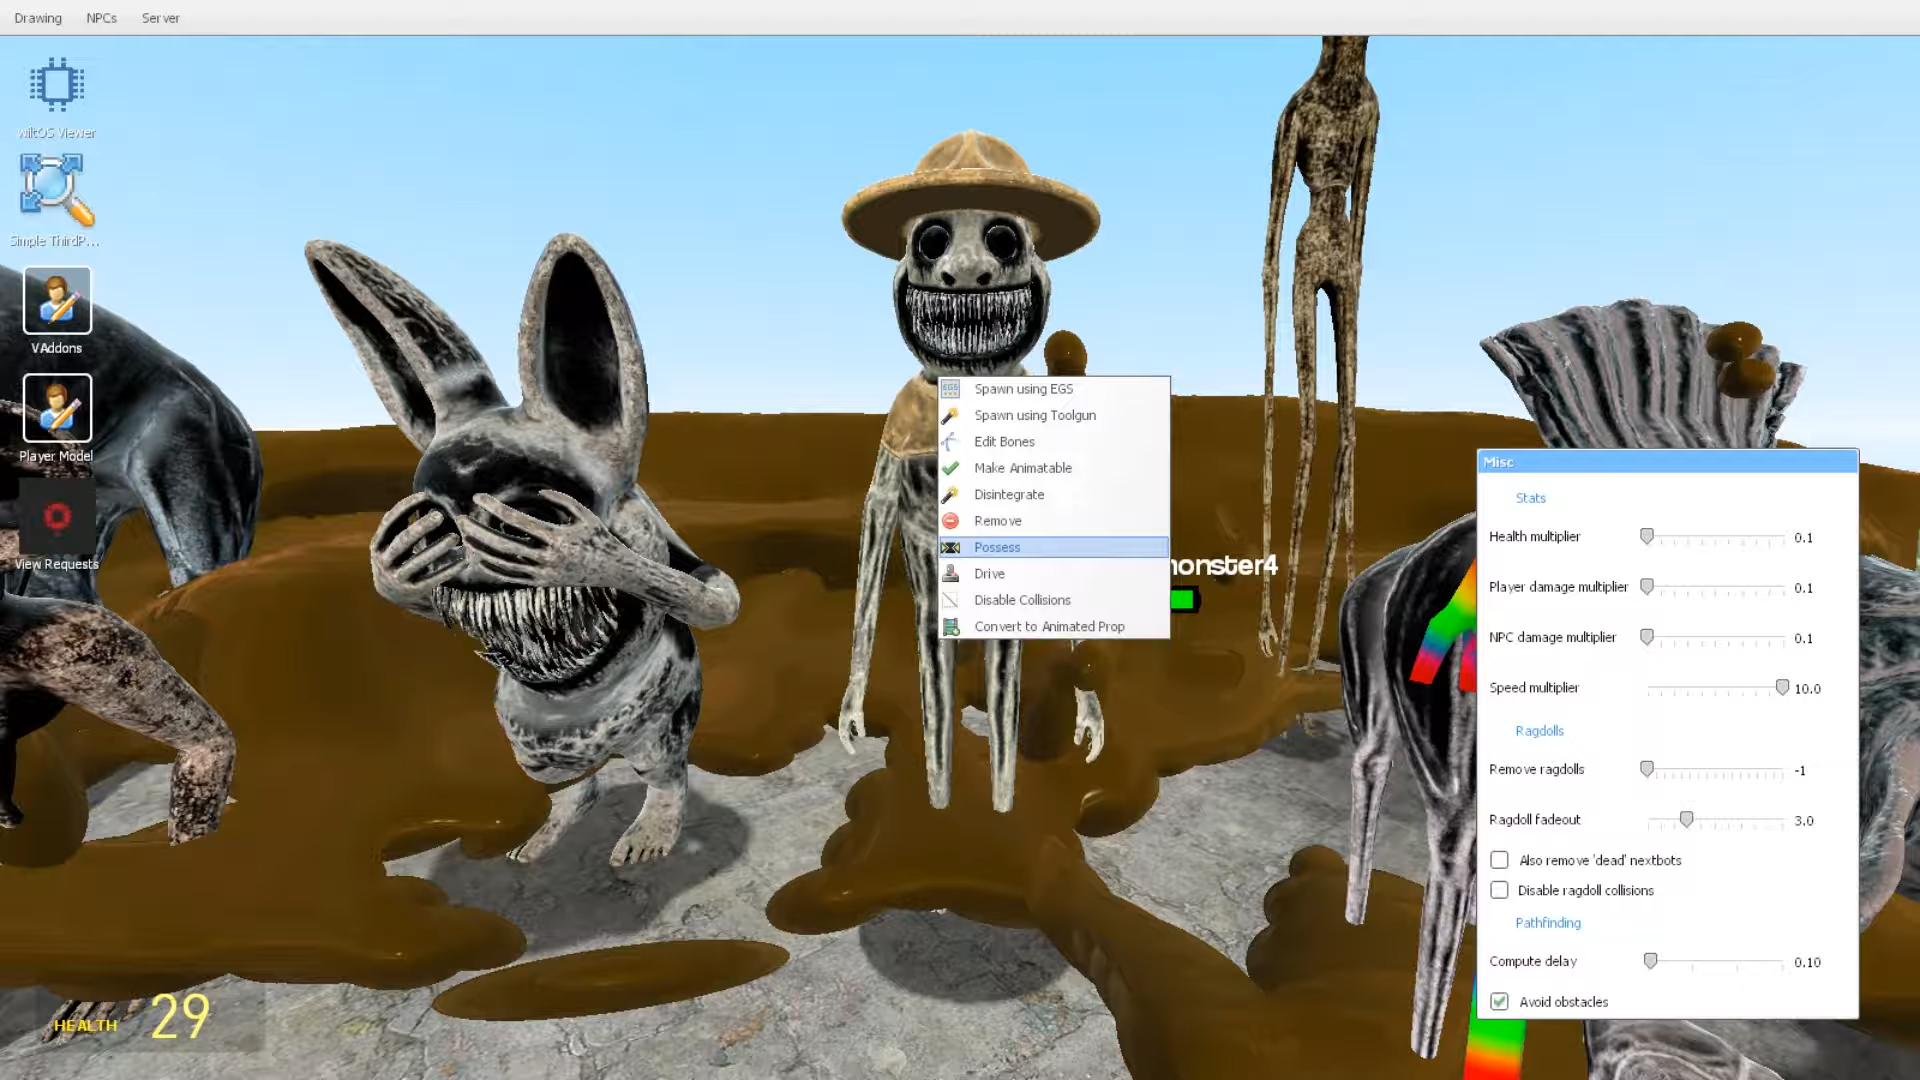 Drawing NPCs Server
wiltOS Viewer
Simple ThirdP...
VAddons
Player Model
View Requests
Spawn using EGS
Spawn using Toolgun
Edit Bones
Make Animatable
Disintegrate
Remove
Possess
Drive
Disable Collisions
Convert to Animated Prop
onster4
Misc
Stats
Health multiplier 0.1
Player damage multiplier 0.1
NPC damage multiplier 0.1
Speed multiplier 10.0
Ragdolls
Remove ragdolls -1
Ragdoll fadeout 3.0
Also remove 'dead' nextbots
Disable ragdoll collisions
Pathfinding
Compute delay 0.10
Avoid obstacles
HEALTH 29